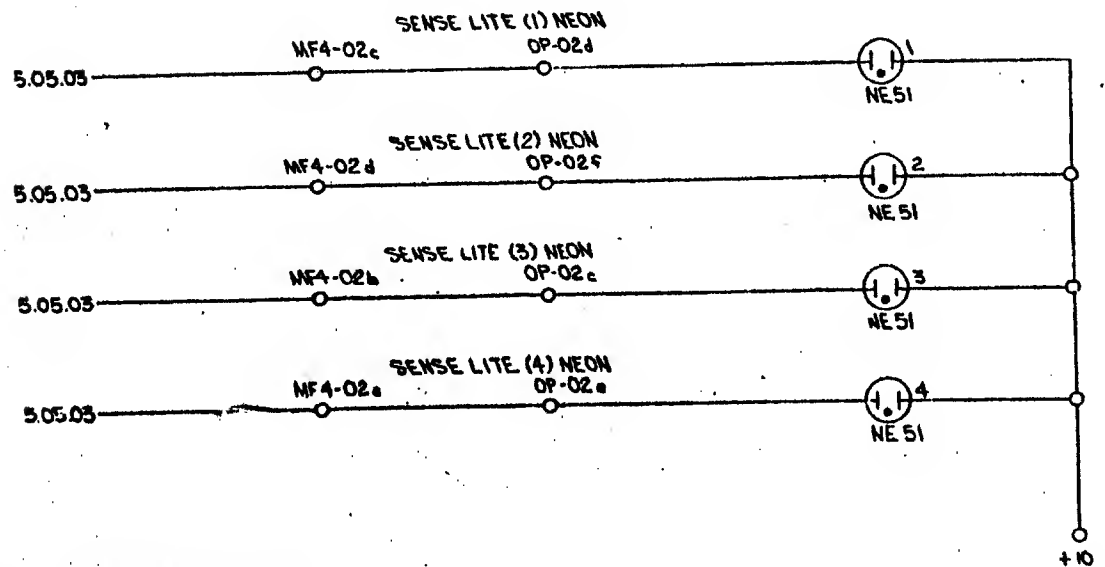 SENSE LITE (1) NEON
MF4-02c OP-02d 1
5.05.03
NE51
SENSE LITE (2) NEON
MF4-02d OP-02f 2
5.05.03
NE51
SENSE LITE (3) NEON
MF4-02b OP-02c 3
5.05.03
NE51
SENSE LITE (4) NEON
MF4-02a OP-02a 4
5.05.03
NE51
+10